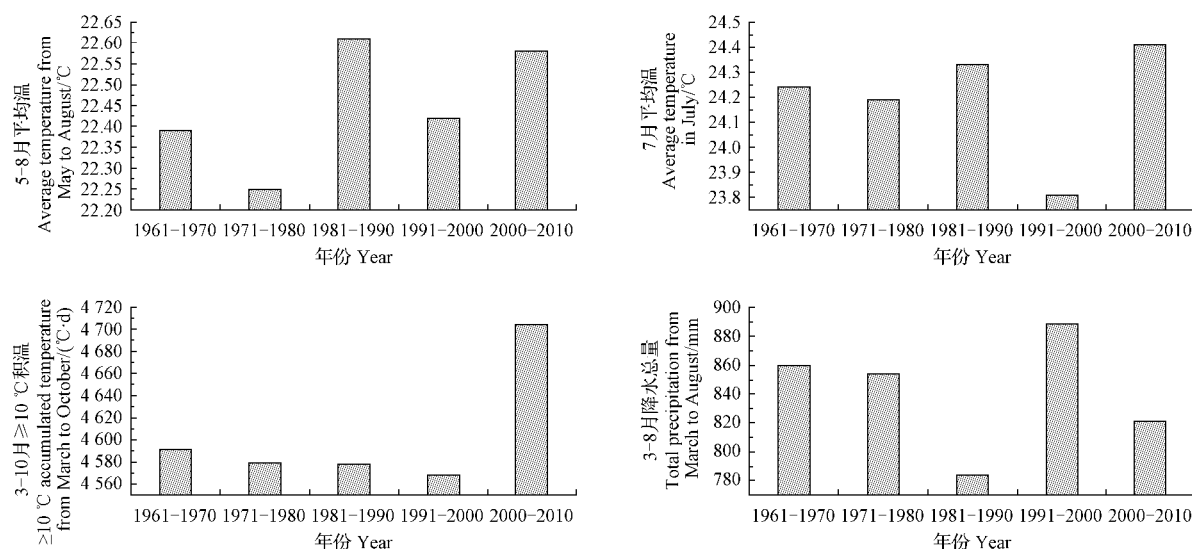 5-8月平均温
Average temperature from
May to August/℃
22.65
22.60
22.55
22.50
22.45
22.40
22.35
22.30
22.25
22.20
1961-1970 1971-1980 1981-1990 1991-2000 2000-2010
年份 Year
7月平均温
Average temperature
in July/℃
24.5
24.4
24.3
24.2
24.1
24.0
23.9
23.8
1961-1970 1971-1980 1981-1990 1991-2000 2000-2010
年份 Year
3-10月≥10 ℃积温
≥10 ℃ accumulated temperature
from March to October/(℃·d)
4 720
4 700
4 680
4 660
4 640
4 620
4 600
4 580
4 560
1961-1970 1971-1980 1981-1990 1991-2000 2000-2010
年份 Year
3-8月降水总量
Total precipitation from
March to August/mm
900
880
860
840
820
800
780
1961-1970 1971-1980 1981-1990 1991-2000 2000-2010
年份 Year